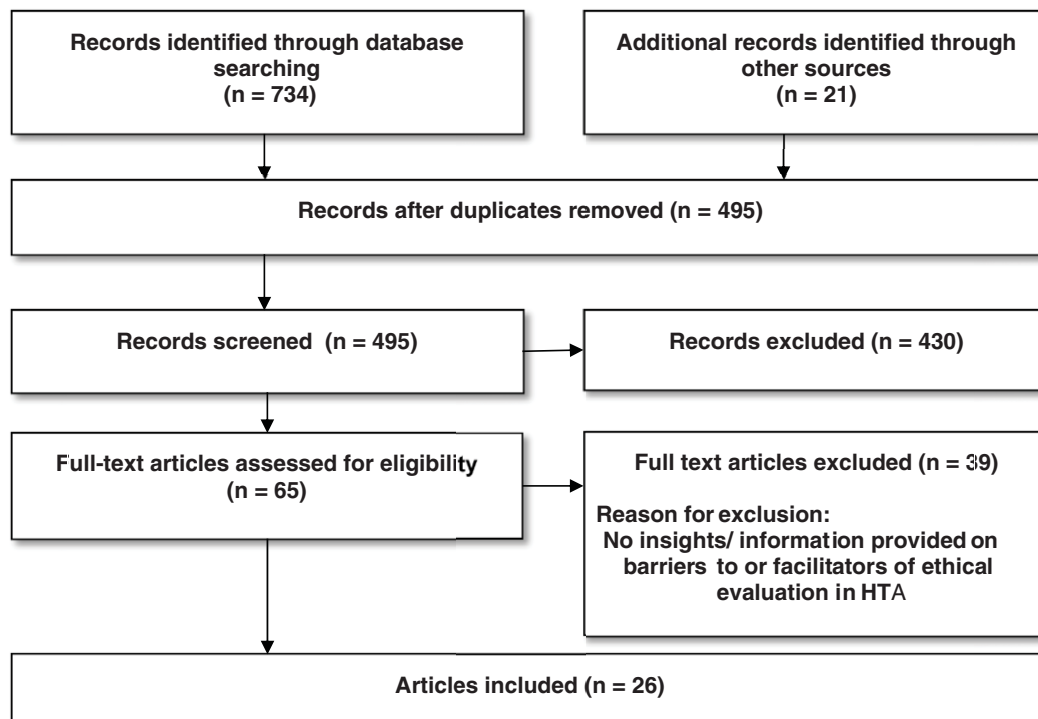 Records identified through database
searching
(n = 734)
Additional records identified through
other sources
(n = 21)
Records after duplicates removed (n = 495)
Records screened (n = 495)
Records excluded (n = 430)
Full-text articles assessed for eligibility
(n = 65)
Full text articles excluded (n = 39)
Reason for exclusion:
No insights/ information provided on
barriers to or facilitators of ethical
evaluation in HTA
Articles included (n = 26)